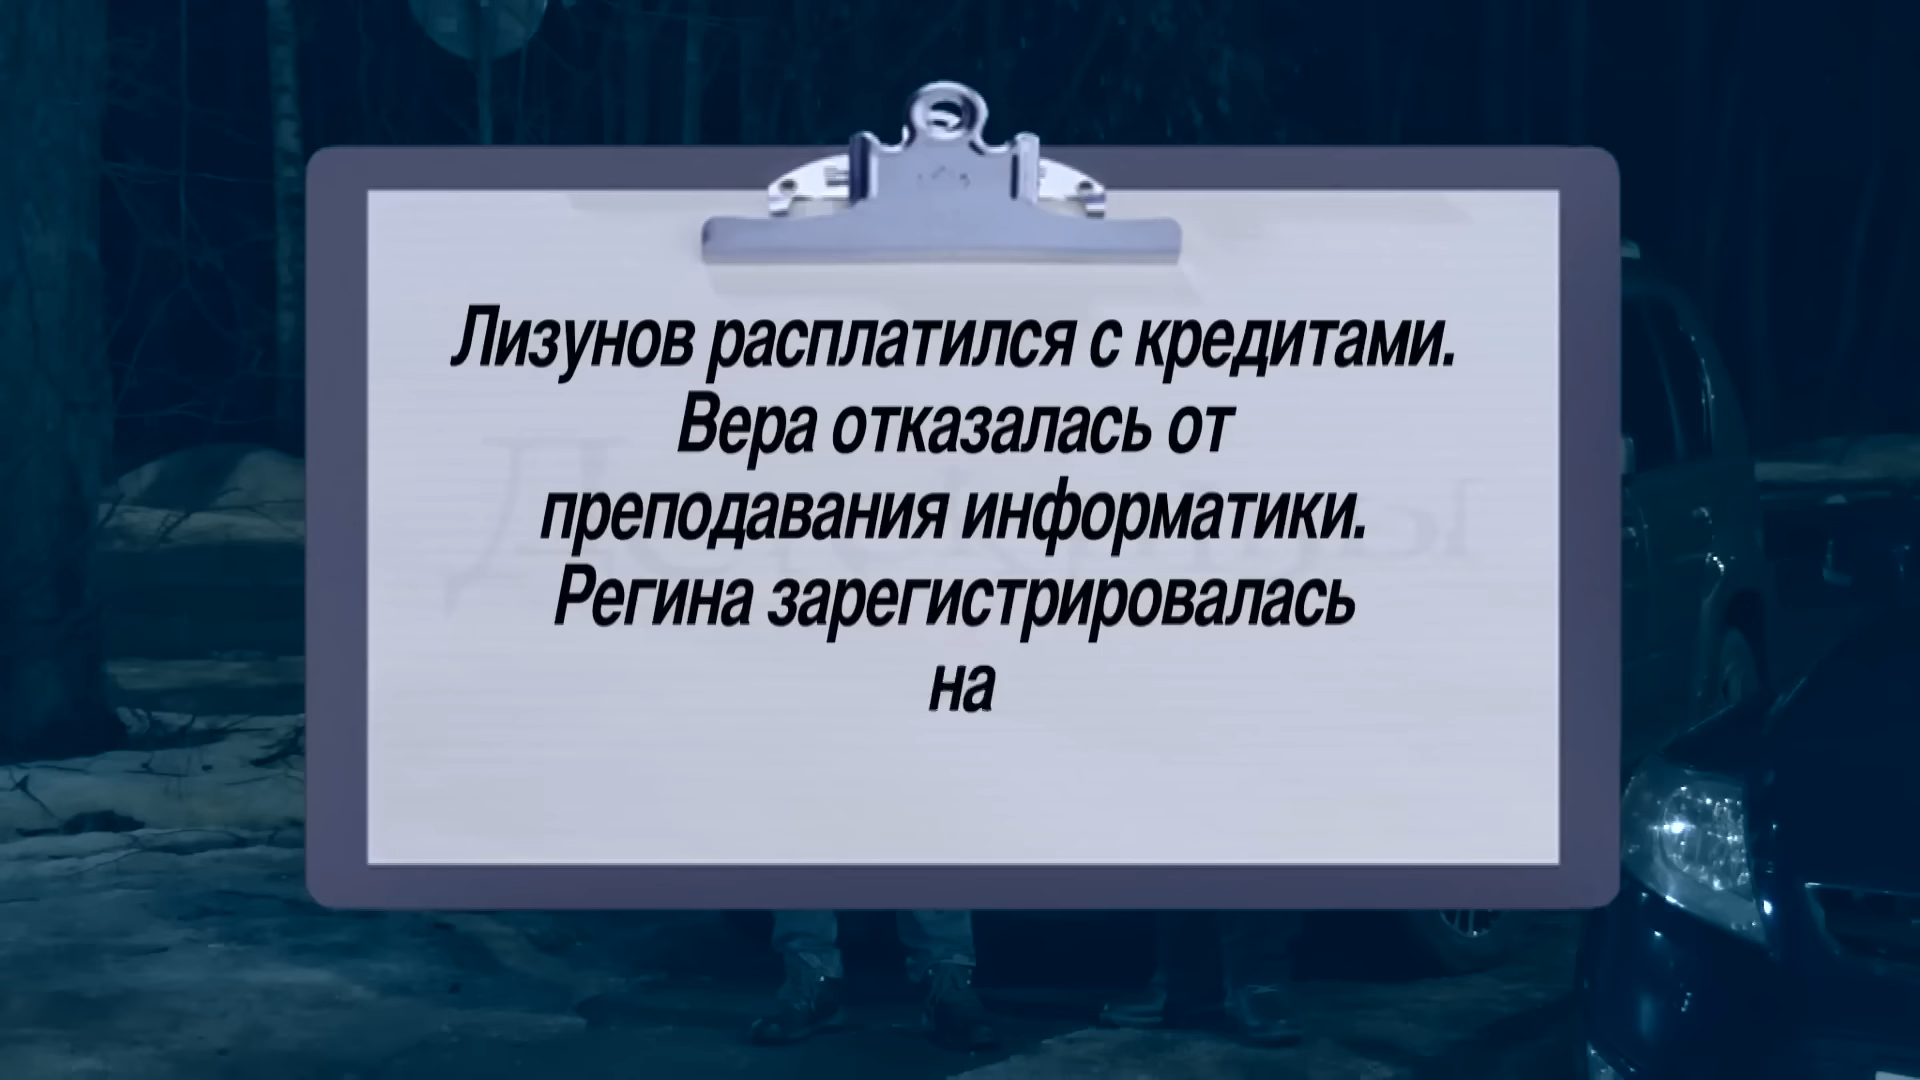 Лизунов расплатился с кредитами.
Вера отказалась от
преподавания информатики.
Регина зарегистрировалась
на